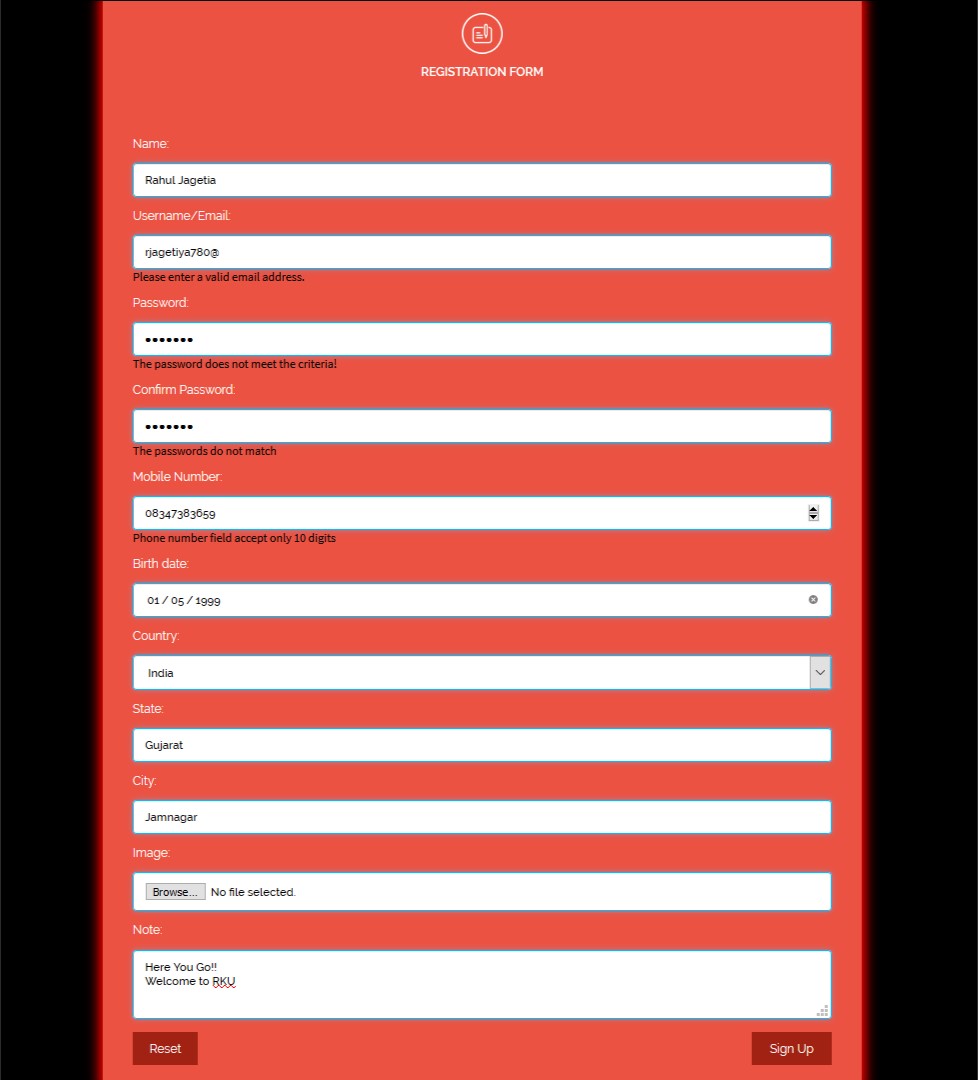 REGISTRATION FORM
Name:
Rahul Jagetia
Username/Email:
rjagetiya780@
Please enter a valid email address.
Password:
•••••••
The password does not meet the criteria!
Confirm Password:
•••••••
The passwords do not match
Mobile Number:
08347383659
Phone number field accept only 10 digits
Birth date:
01 / 05 / 1999
Country:
India
State:
Gujarat
City:
Jamnagar
Image:
Browse... No file selected.
Note:
Here You Go!!
Welcome to RKU
Reset Sign Up